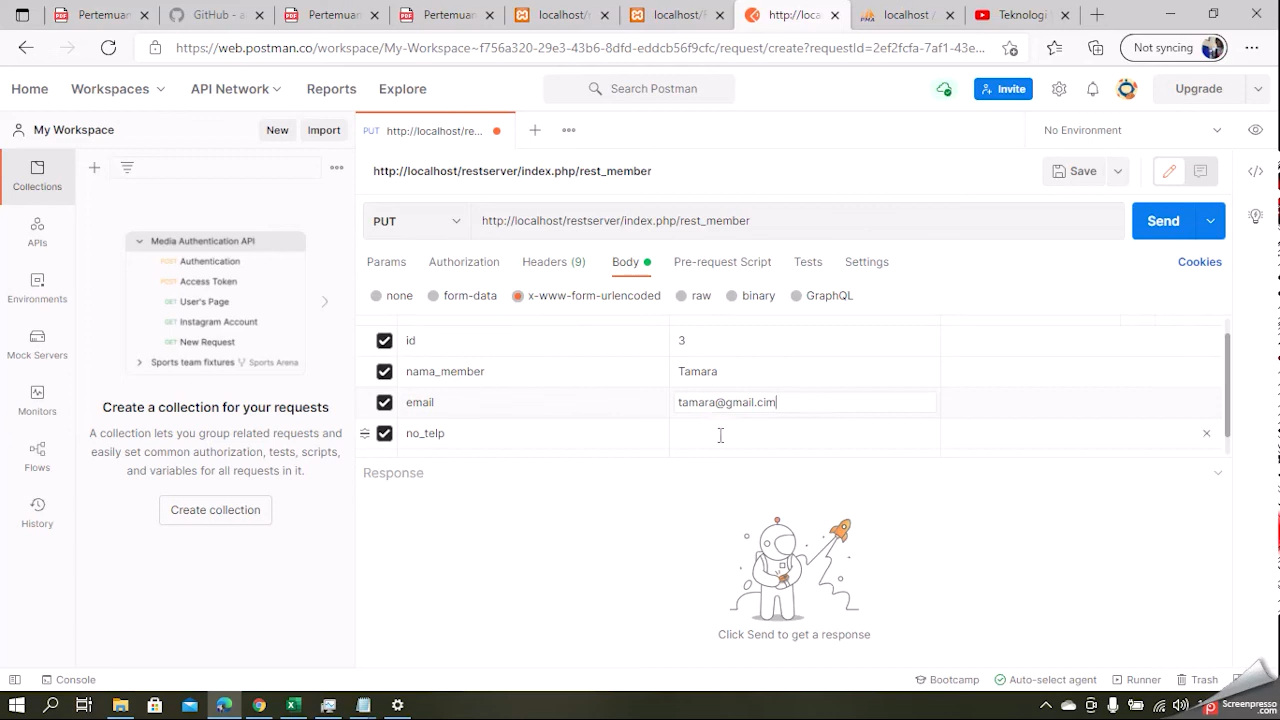 Pertemuan
GitHub - a
Pertemuan
Pertemuan
localhost/r
localhost/
http://loca
localhost /
Teknologi
https://web.postman.co/workspace/My-Workspace~f756a320-29e3-43b6-8dfd-eddcb56f9cfc/request/create?requestId=2ef2fcfa-7af1-43e...
Not syncing
Home
Workspaces
API Network
Reports
Explore
Search Postman
Invite
Upgrade
My Workspace
New
Import
PUT http://localhost/re...
No Environment
Collections
APIs
Environments
Mock Servers
Monitors
Flows
History
Media Authentication API
POST Authentication
POST Access Token
GET User's Page
GET Instagram Account
GET New Request
Sports team fixtures Sports Arena
Create a collection for your requests
A collection lets you group related requests
and easily set common authorization, tests, scripts,
and variables for all requests in it.
Create collection
http://localhost/restserver/index.php/rest_member
Save
PUT
http://localhost/restserver/index.php/rest_member
Send
Params
Authorization
Headers (9)
Body
Pre-request Script
Tests
Settings
Cookies
none
form-data
x-www-form-urlencoded
raw
binary
GraphQL
id 3
nama_member Tamara
email tamara@gmail.cim
no_telp
Response
Click Send to get a response
Console
Bootcamp
Auto-select agent
Runner
Trash
Screenpresso
.com